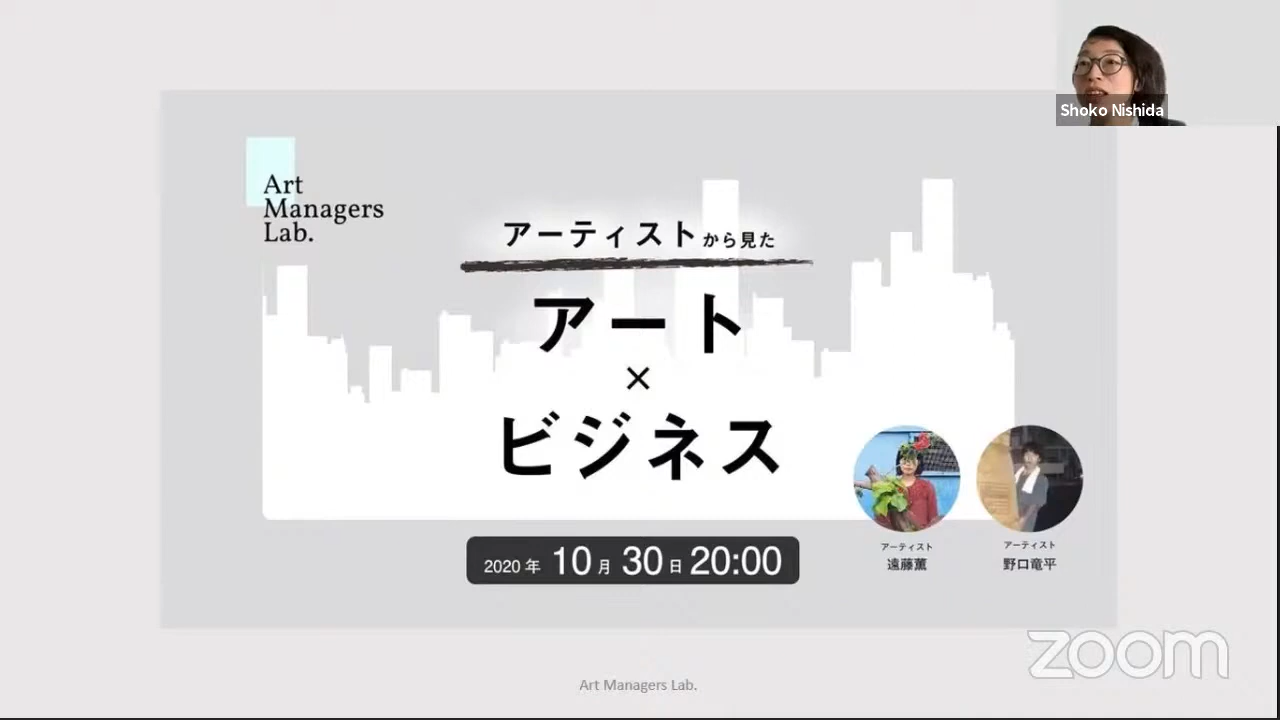 Shoko Nishida
Art
Managers
Lab.
アーティストから見た
アート
×
ビジネス
アーティスト
遠藤薫
アーティスト
野口竜平
2020年 10月30日 20:00
zoom
Art Managers Lab.